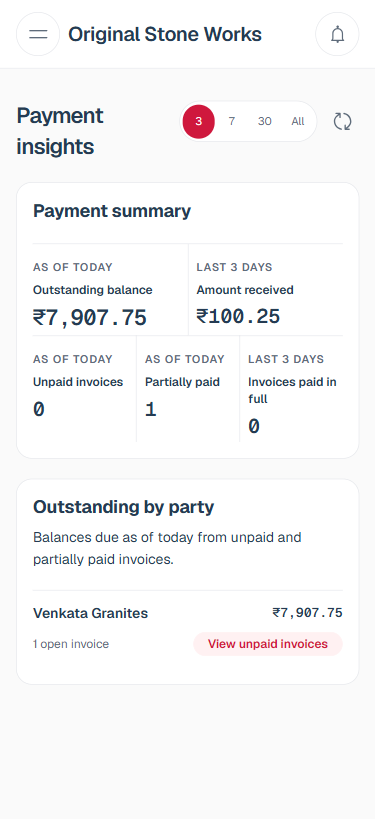 Original Stone Works
Payment
insights
3 7 30 All
Payment summary
AS OF TODAY
Outstanding balance
₹7,907.75
LAST 3 DAYS
Amount received
₹100.25
AS OF TODAY
Unpaid invoices
0
AS OF TODAY
Partially paid
1
LAST 3 DAYS
Invoices paid in
full
0
Outstanding by party
Balances due as of today from unpaid and
partially paid invoices.
Venkata Granites ₹7,907.75
1 open invoice View unpaid invoices